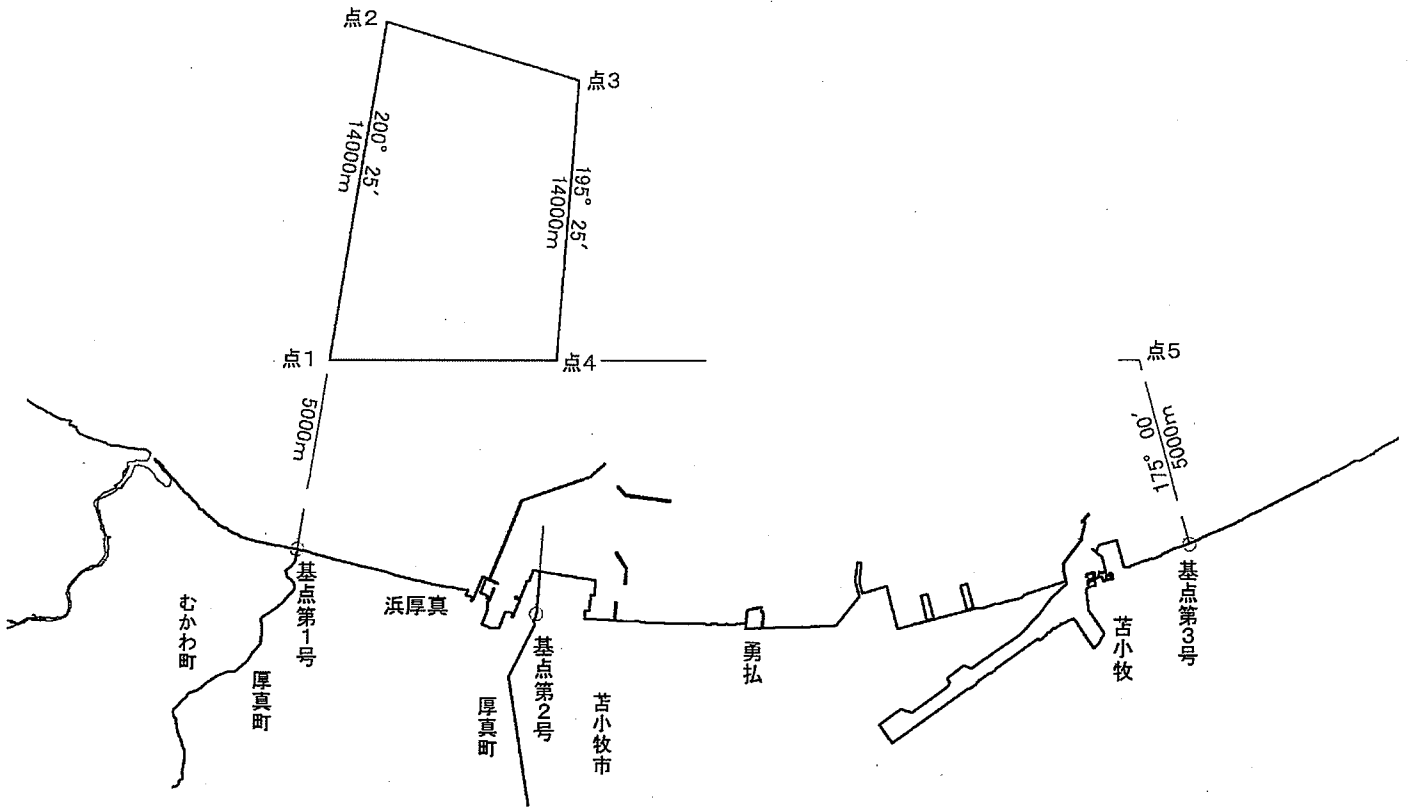 点2
点3
200° 25′
14000m
195° 25′
14000m
点1
点4
点5
5000m
175° 00′
5000m
基点第1号
浜厚真
基点第2号
むかわ町
厚真町
厚真町
苫小牧市
勇払
苫小牧
基点第3号